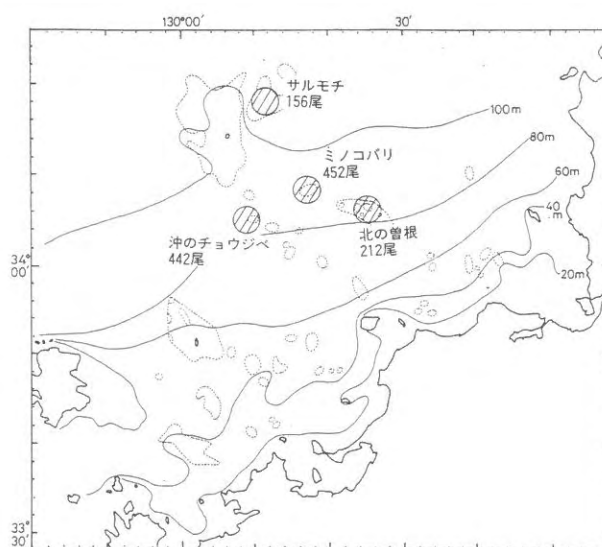 130°00′
30′
サルモチ
156尾
100m
80m
ミノコバリ
452尾
60m
40
.m
沖のチョウジベ
442尾
北の曽根
212尾
34°
00′
20m
33°
30′